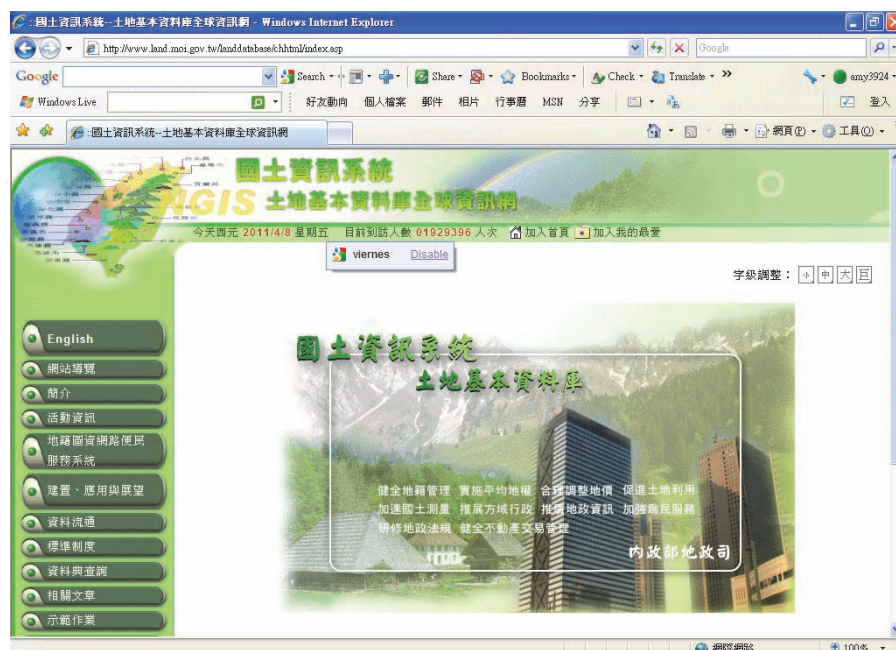 ::國土資訊系統--土地基本資料庫全球資訊網 - Windows Internet Explorer
http://www.land.moi.gov.tw/landdatabase/chhtml/index.asp
Google
Google
Search
Share
Bookmarks
Check
Translate
amy3924
Windows Live
好友動向 個人檔案 郵件 相片 行事曆 MSN 分享
登入
::國土資訊系統--土地基本資料庫全球資訊網
網頁(P)
工具(O)
國土資訊系統
NGIS 土地基本資料庫全球資訊網
今天西元 2011/4/8 星期五 目前到訪人數 01929396 人次 加入首頁 加入我的最愛
viernes Disable
字級調整： 小 中 大 巨
English
網站導覽
簡介
活動資訊
地籍圖資網路便民
服務系統
建置、應用與展望
資料流通
標準制度
資料與查詢
相關文章
示範作業
國土資訊系統
土地基本資料庫
健全地籍管理 實施平均地權 合理調整地價 促進土地利用
加速國土測量 推展方域行政 推廣地政資訊 加強為民服務
研修地政法規 健全不動產交易管理
內政部地政司
網際網路
100%